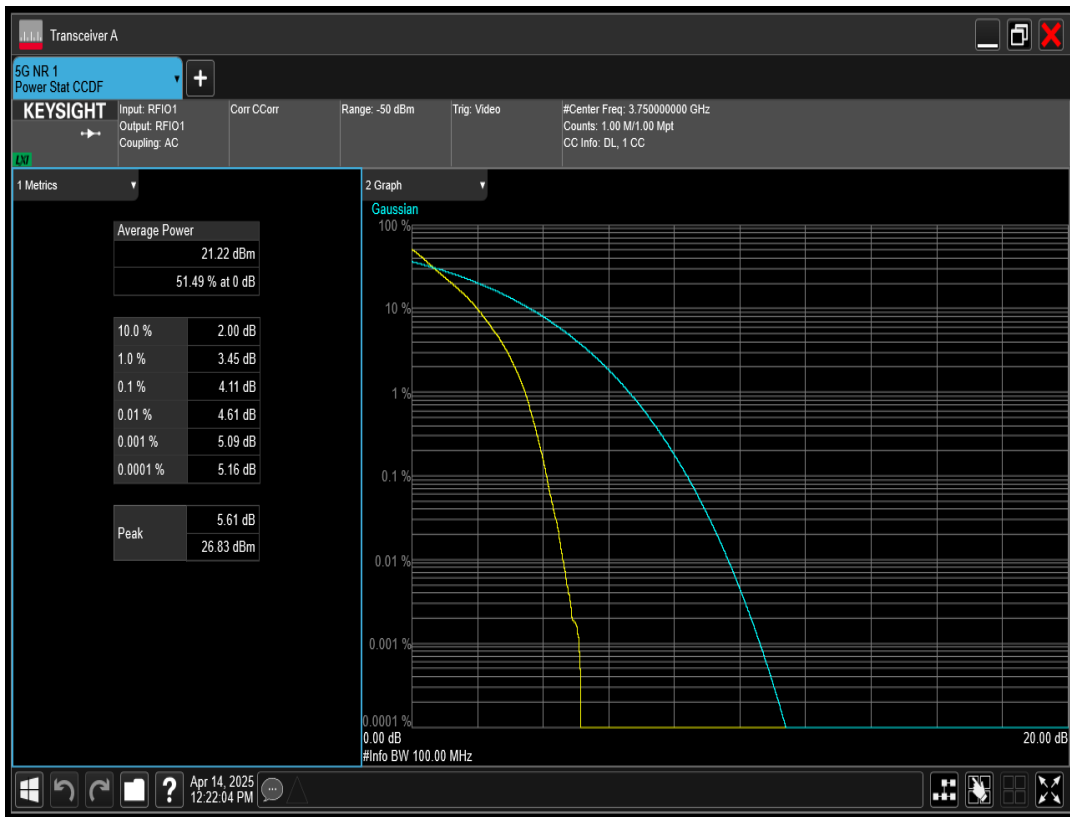 Transceiver A
5G NR 1
Power Stat CCDF
+
KEYSIGHT
LXI
Input: RFIO1
Output: RFIO1
Coupling: AC
Corr CCorr
Range: -50 dBm
Trig: Video
#Center Freq: 3.750000000 GHz
Counts: 1.00 M/1.00 Mpt
CC Info: DL, 1 CC
1 Metrics
Average Power
21.22 dBm
51.49 % at 0 dB
10.0 % 2.00 dB
1.0 % 3.45 dB
0.1 % 4.11 dB
0.01 % 4.61 dB
0.001 % 5.09 dB
0.0001 % 5.16 dB
Peak
5.61 dB
26.83 dBm
2 Graph
Gaussian
100 %
10 %
1 %
0.1 %
0.01 %
0.001 %
0.0001 %
0.00 dB 20.00 dB
#Info BW 100.00 MHz
?
Apr 14, 2025
12:22:04 PM